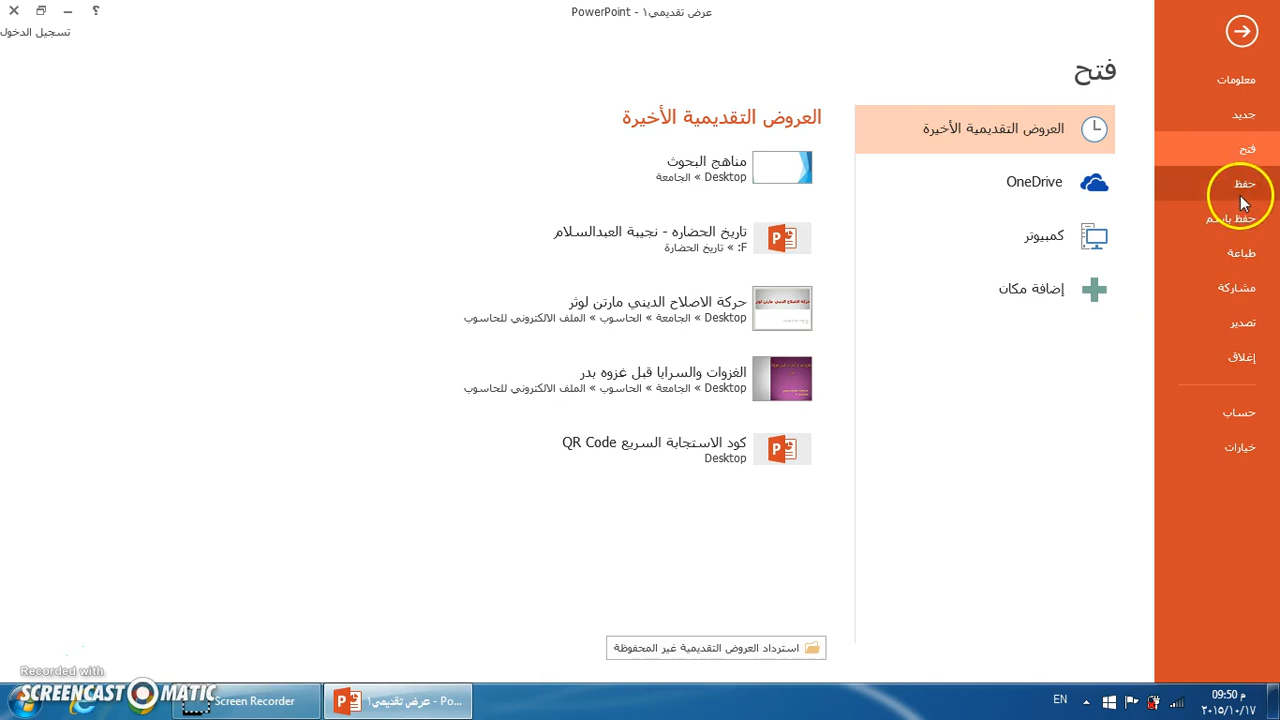 عرض تقديمي١ - PowerPoint
تسجيل الدخول
معلومات
جديد
فتح
حفظ
حفظ باسم
طباعة
مشاركة
تصدير
إغلاق
حساب
خيارات
فتح
العروض التقديمية الأخيرة
OneDrive
كمبيوتر
إضافة مكان
العروض التقديمية الأخيرة
مناهج البحوث
Desktop » الجامعة
تاريخ الحضاره - نجيبة العبدالسلام
F: » تاريخ الحضارة
حركة الاصلاح الديني مارتن لوثر
Desktop » الجامعة » الحاسوب » الملف الالكتروني للحاسوب
الغزوات والسرايا قبل غزوه بدر
Desktop » الجامعة » الحاسوب » الملف الالكتروني للحاسوب
كود الاستجابة السريع QR Code
Desktop
استرداد العروض التقديمية غير المحفوظة
Recorded with
SCREENCAST MATIC
Screen Recorder
عرض تقديمي١ - Po...
EN
09:50 م
٢٠١٥/١٠/١٧